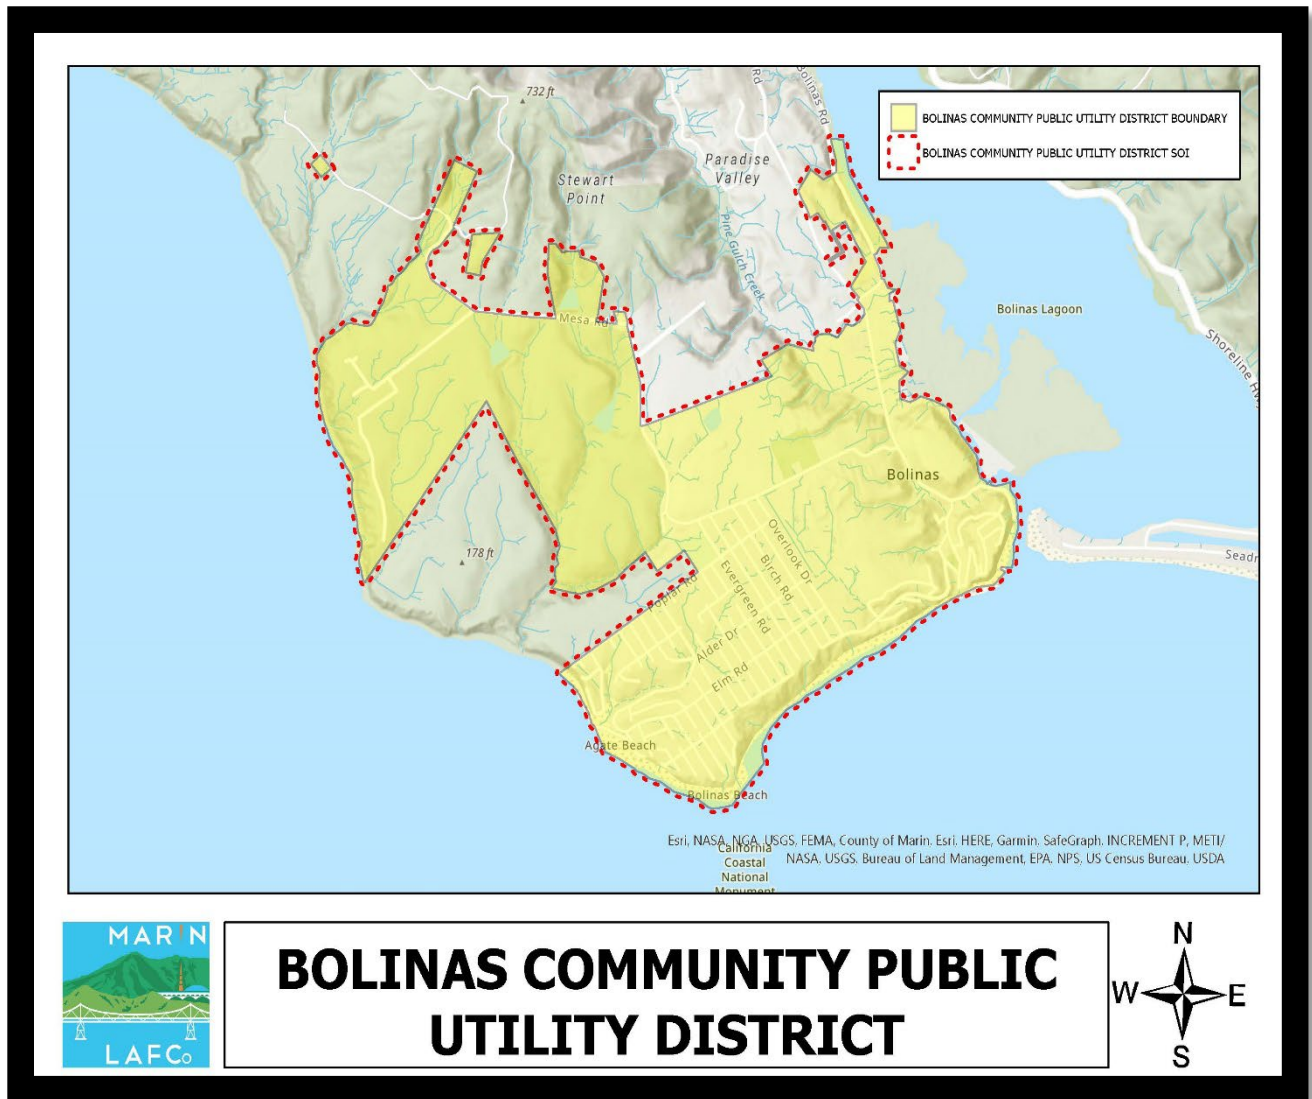 732 ft
Bolinas Rd
Rd
BOLINAS COMMUNITY PUBLIC UTILITY DISTRICT BOUNDARY
BOLINAS COMMUNITY PUBLIC UTILITY DISTRICT SOI
Paradise
Valley
Stewart
Point
Pine Gulch Creek
Bolinas Lagoon
Mesa Rd
Shoreline Hwy
Bolinas
178 ft
Overlook Dr
Birch Rd
Evergreen Rd
Seadr
Poplar Rd
Alder Dr
Elm Rd
Agate Beach
Bolinas Beach
Esri, NASA, NGA, USGS, FEMA, County of Marin. Esri. HERE, Garmin. SafeGraph. INCREMENT P, METI/
NASA, USGS. Bureau of Land Management, EPA. NPS, US Census Bureau. USDA
California
Coastal
National
Monument
MARIN
LAFCo
BOLINAS COMMUNITY PUBLIC
UTILITY DISTRICT
N
W E
S